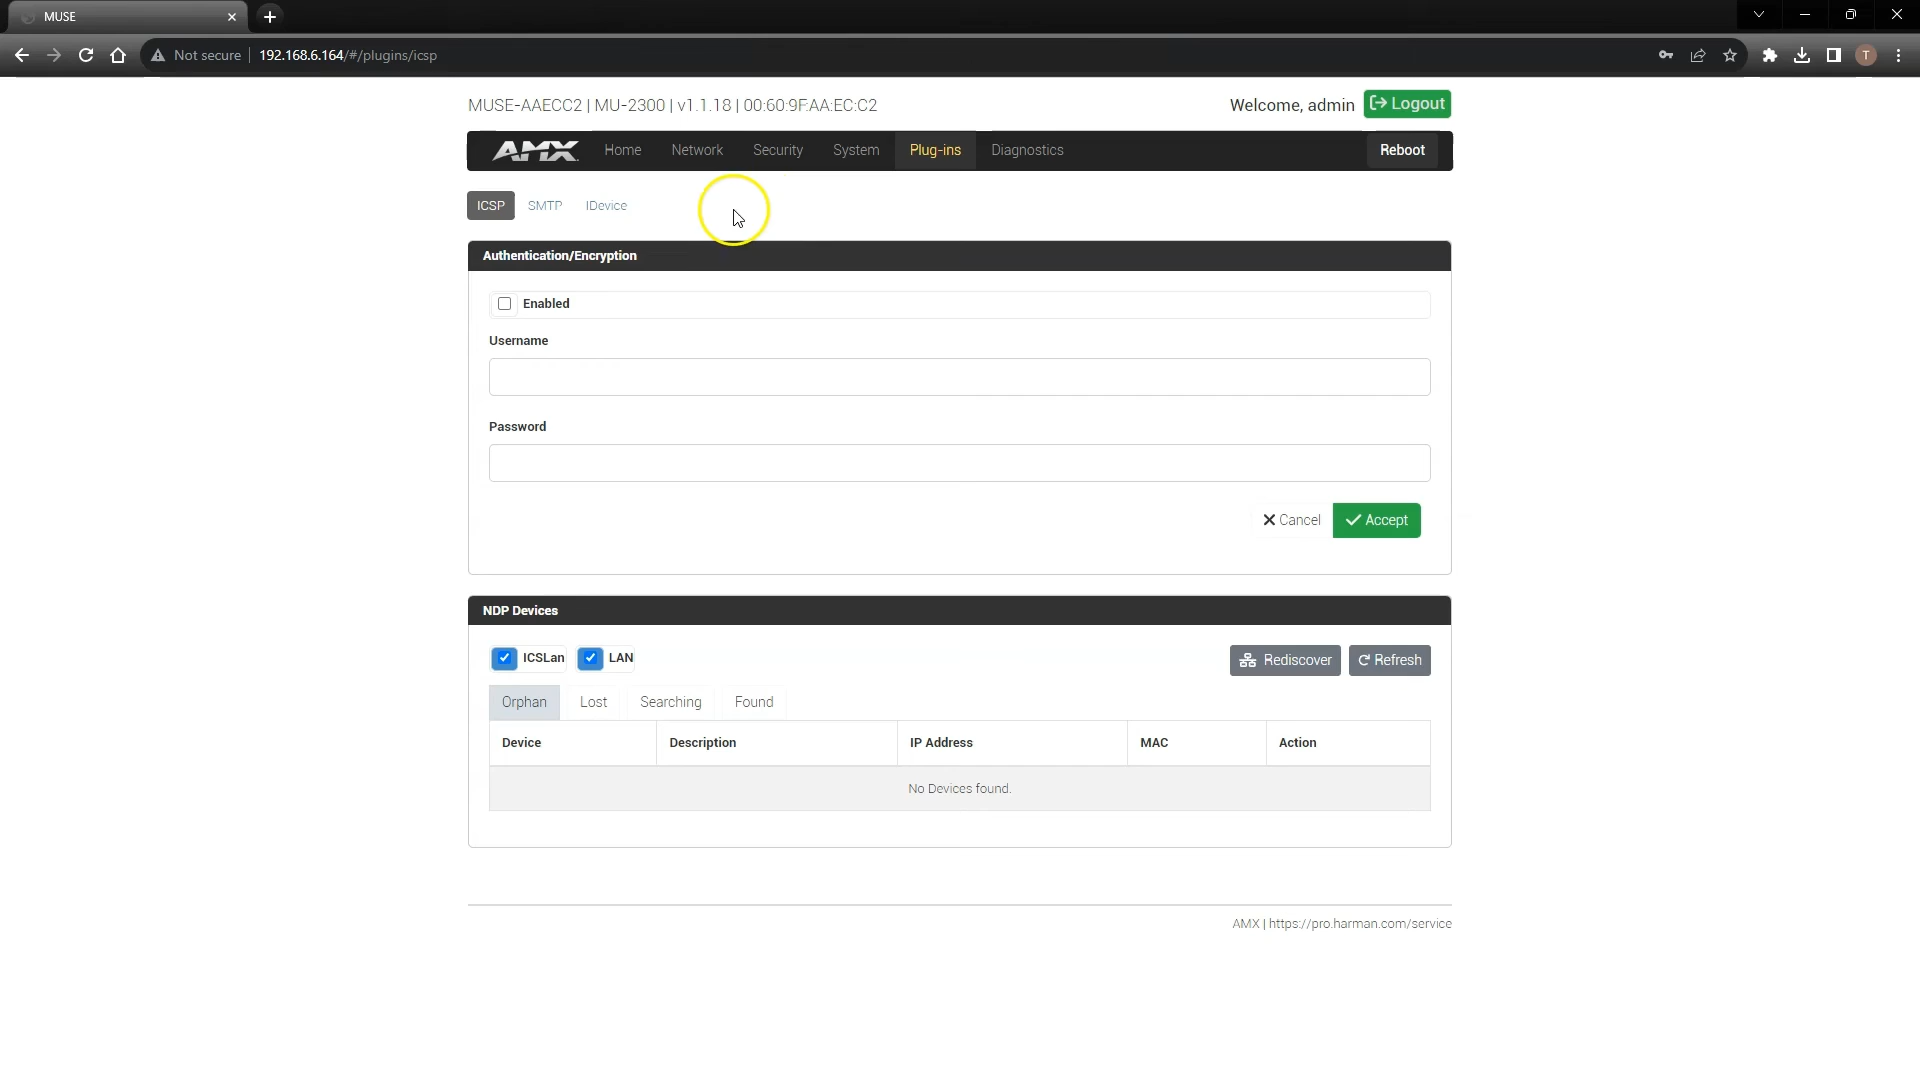 MUSE
Not secure | 192.168.6.164/#/plugins/icsp
T
MUSE-AAECC2 | MU-2300 | v1.1.18 | 00:60:9F:AA:EC:C2
Welcome, admin Logout
AMX Home Network Security System Plug-ins Diagnostics Reboot
ICSP SMTP IDevice
Authentication/Encryption
Enabled
Username
Password
Cancel Accept
NDP Devices
ICSLan LAN Rediscover Refresh
Orphan Lost Searching Found
Device Description IP Address MAC Action
No Devices found.
AMX | https://pro.harman.com/service